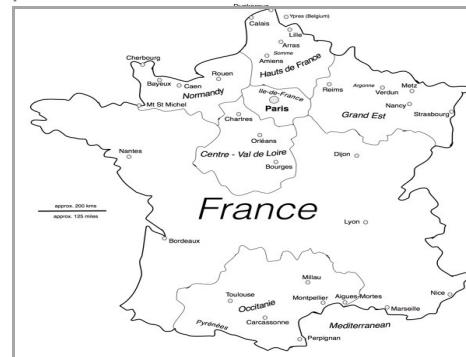 Calais
Ypres (Belgium)
Lille
Arras
Somme
Amiens
Hauts de France
Cherbourg
Bayeux
Caen
Rouen
Normandy
Ile-de-France
Paris
Reims
Argonne
Verdun
Metz
Nancy
Strasbourg
Grand Est
Mt St Michel
Chartres
Orléans
Centre - Val de Loire
Bourges
Nantes
Dijon
approx. 200 kms
approx. 125 miles
France
Lyon
Bordeaux
Millau
Toulouse
Occitanie
Montpellier
Aigues-Mortes
Nice
Marseille
Carcassonne
Pyrénées
Mediterranean
Perpignan